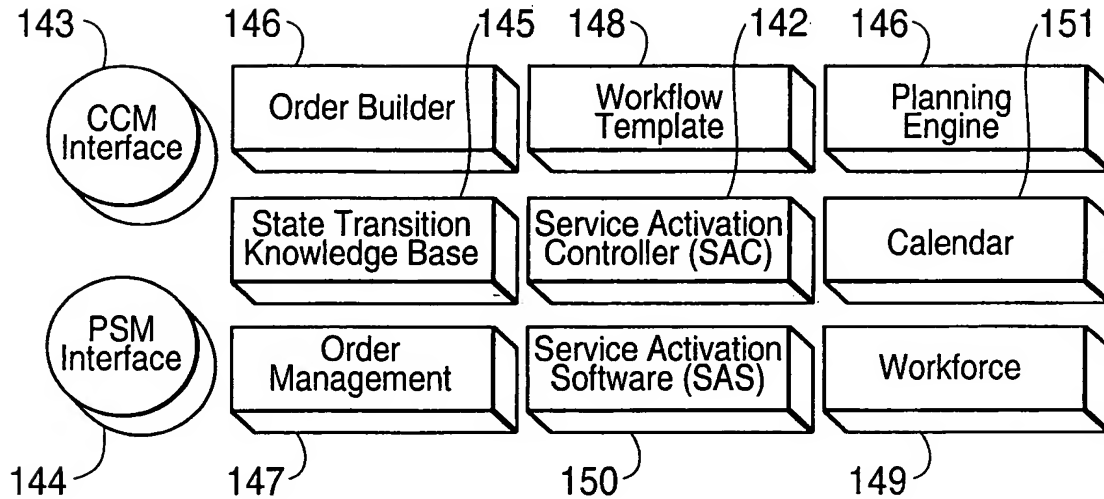 143
146
145
148
142
146
151
CCM
Interface
Order Builder
Workflow
Template
Planning
Engine
State Transition
Knowledge Base
Service Activation
Controller (SAC)
Calendar
PSM
Interface
Order
Management
Service Activation
Software (SAS)
Workforce
144
147
150
149